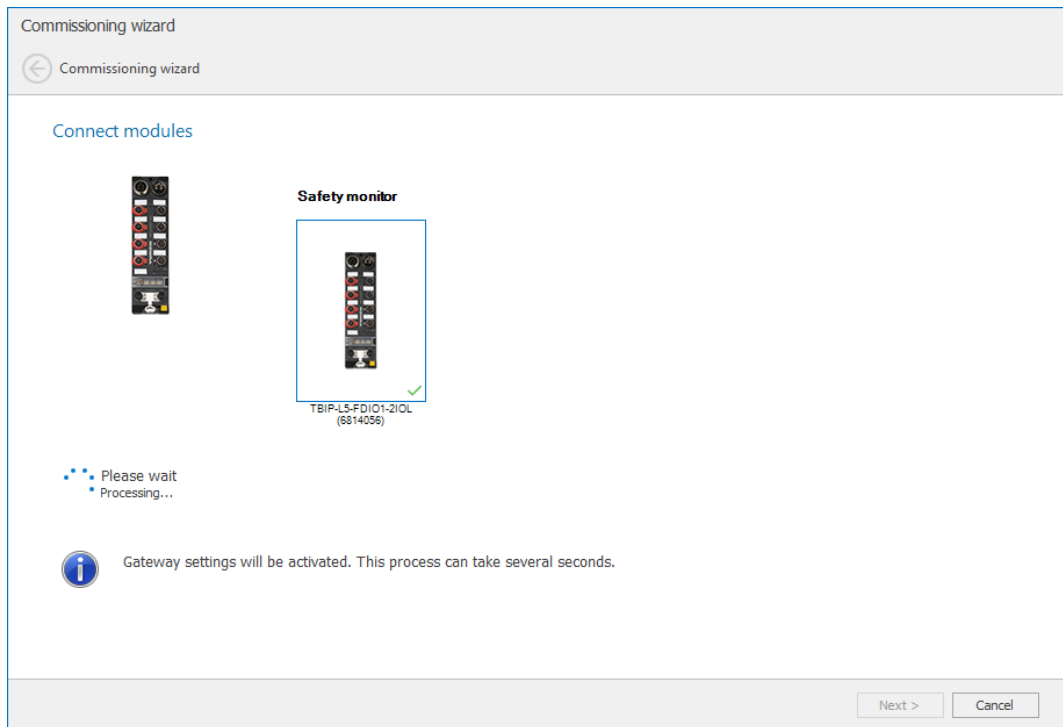 Commissioning wizard
Commissioning wizard
Connect modules
Safety monitor
TBIP-L5-FDIO1-2IOL
(6814056)
Please wait
Processing...
Gateway settings will be activated. This process can take several seconds.
Next >
Cancel